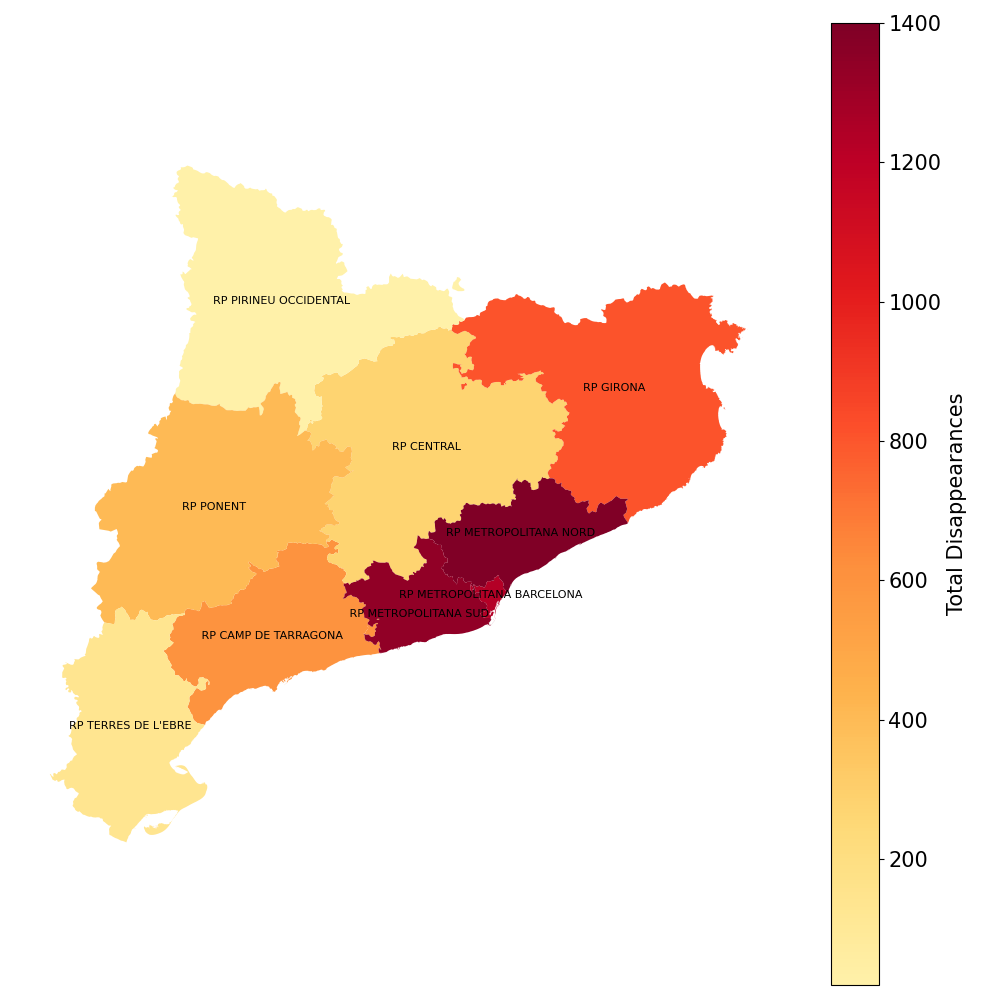 1400
1200
RP PIRINEU OCCIDENTAL
1000
RP GIRONA
800
RP CENTRAL
RP PONENT
Total Disappearances
RP METROPOLITANA NORD
600
RP METROPOLITANA BARCELONA
RP METROPOLITANA SUD
RP CAMP DE TARRAGONA
400
RP TERRES DE L'EBRE
200